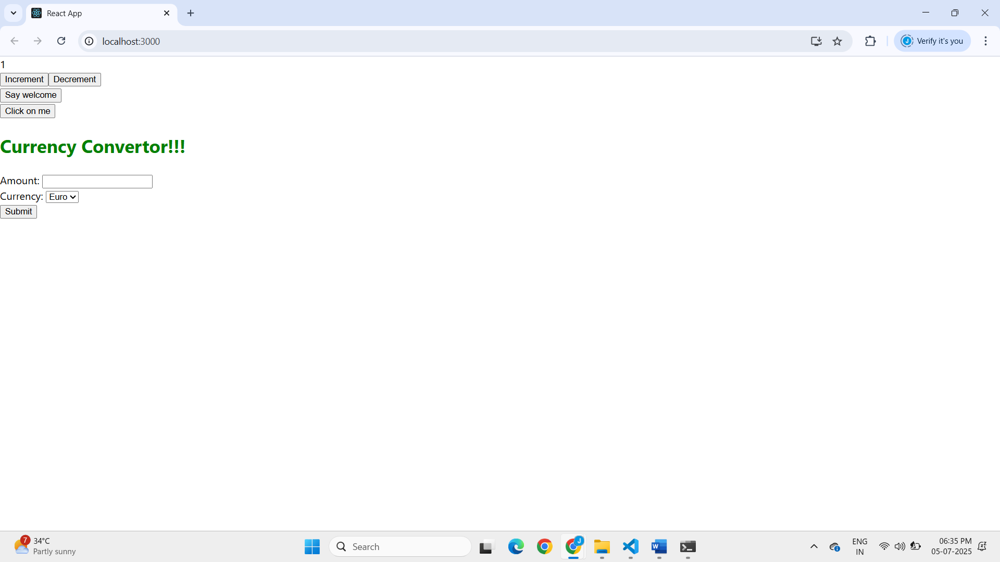 React App
localhost:3000
Verify it's you
1
Increment Decrement
Say welcome
Click on me
Currency Convertor!!!
Amount:
Currency: Euro
Submit
7
34°C
Partly sunny
Search
ENG
IN
06:35 PM
05-07-2025